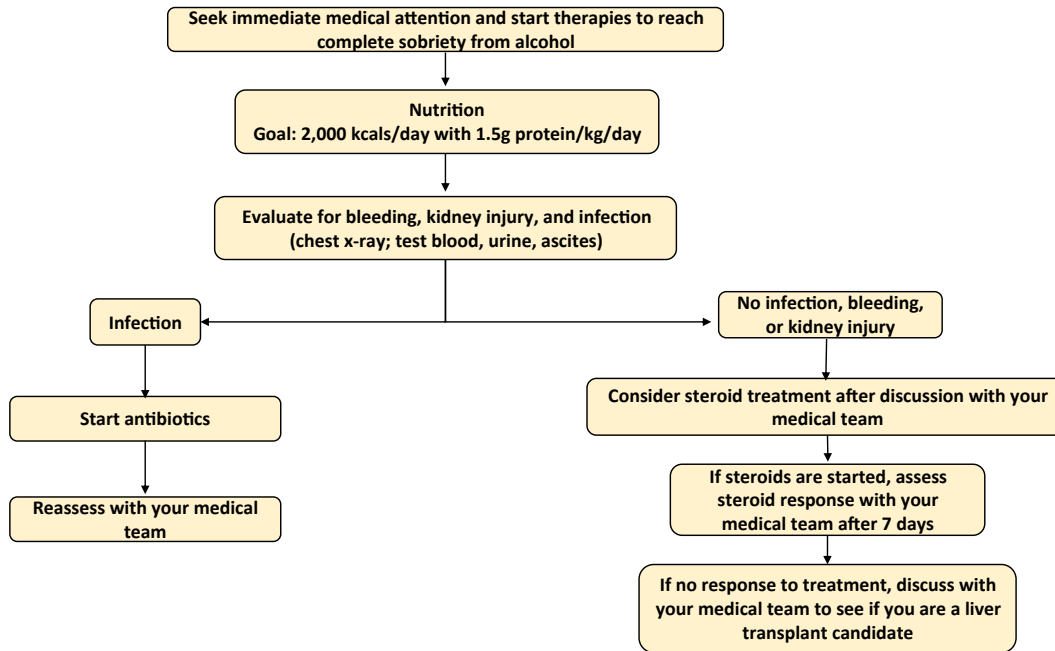 Seek immediate medical attention and start therapies to reach
complete sobriety from alcohol
Nutrition
Goal: 2,000 kcals/day with 1.5g protein/kg/day
Evaluate for bleeding, kidney injury, and infection
(chest x-ray; test blood, urine, ascites)
Infection
Start antibiotics
Reassess with your medical
team
No infection, bleeding,
or kidney injury
Consider steroid treatment after discussion with your
medical team
If steroids are started, assess
steroid response with your
medical team after 7 days
If no response to treatment, discuss with
your medical team to see if you are a liver
transplant candidate